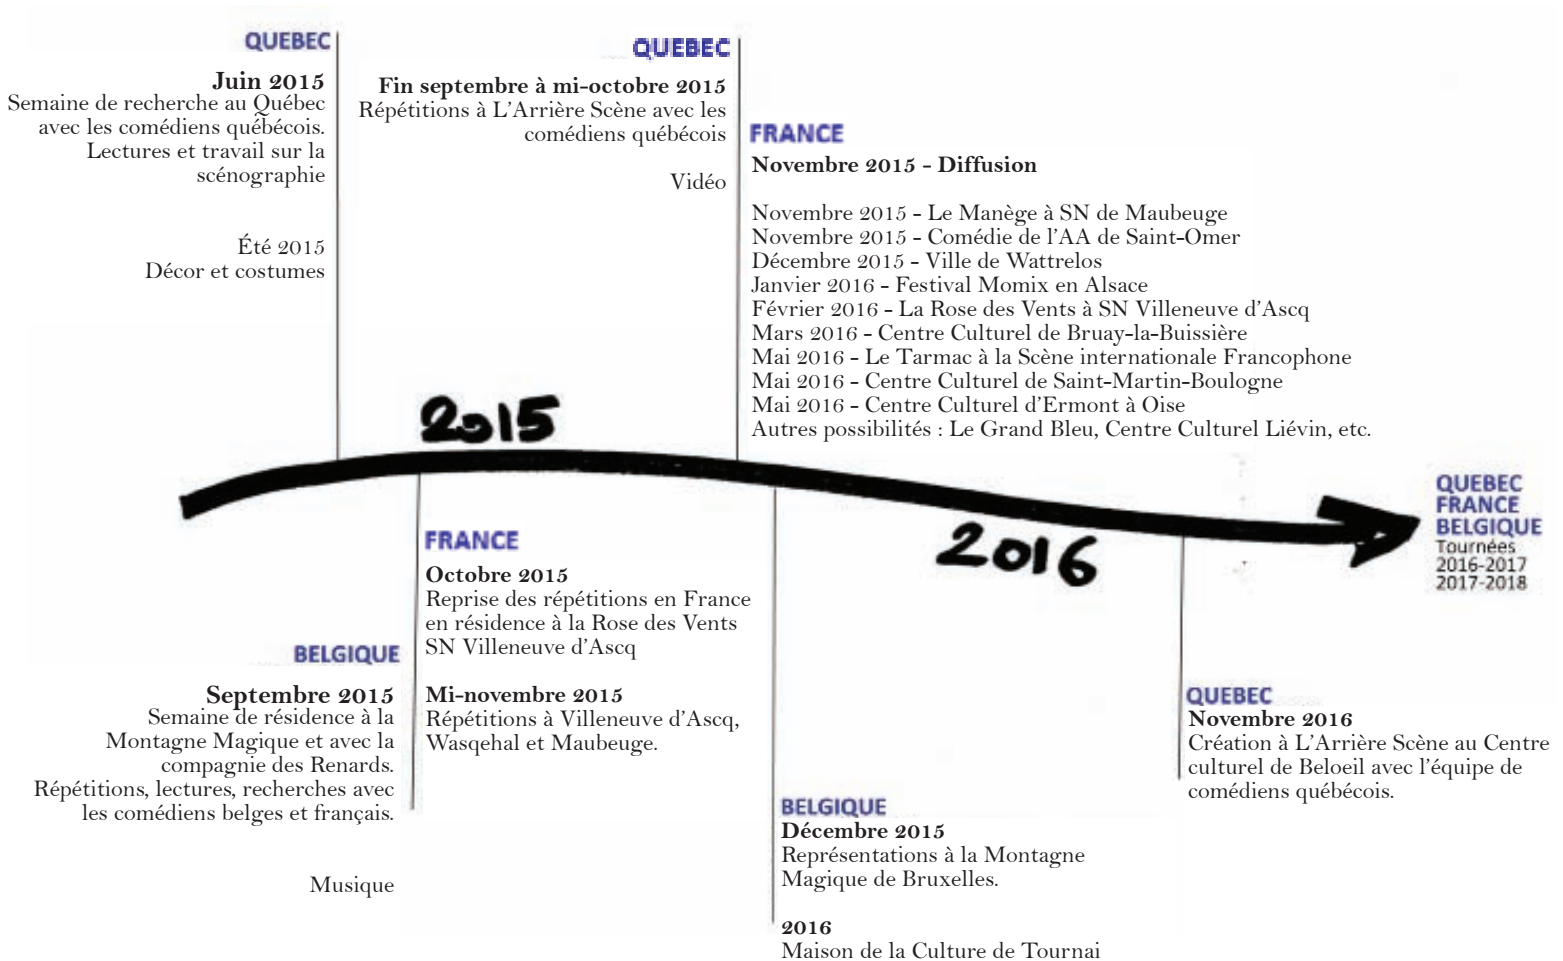 QUEBEC
Juin 2015
Semaine de recherche au Québec
avec les comédiens québécois.
Lectures et travail sur la
scénographie
Été 2015
Décor et costumes
QUEBEC
Fin septembre à mi-octobre 2015
Répétitions à L'Arrière Scène avec les
comédiens québécois
Vidéo
FRANCE
Novembre 2015 - Diffusion
Novembre 2015 - Le Manège à SN de Maubeuge
Novembre 2015 - Comédie de l'AA de Saint-Omer
Décembre 2015 - Ville de Wattrelos
Janvier 2016 - Festival Momix en Alsace
Février 2016 - La Rose des Vents à SN Villeneuve d'Ascq
Mars 2016 - Centre Culturel de Bruay-la-Buissière
Mai 2016 - Le Tarmac à la Scène internationale Francophone
Mai 2016 - Centre Culturel de Saint-Martin-Boulogne
Mai 2016 - Centre Culturel d'Ermont à Oise
Autres possibilités : Le Grand Bleu, Centre Culturel Liévin, etc.
2015
2016
QUEBEC
FRANCE
BELGIQUE
Tournées
2016-2017
2017-2018
BELGIQUE
Septembre 2015
Semaine de résidence à la
Montagne Magique et avec la
compagnie des Renards.
Répétitions, lectures, recherches avec
les comédiens belges et français.
Musique
FRANCE
Octobre 2015
Reprise des répétitions en France
en résidence à la Rose des Vents
SN Villeneuve d'Ascq
Mi-novembre 2015
Répétitions à Villeneuve d'Ascq,
Wasqehal et Maubeuge.
BELGIQUE
Décembre 2015
Représentations à la Montagne
Magique de Bruxelles.
2016
Maison de la Culture de Tournai
QUEBEC
Novembre 2016
Création à L'Arrière Scène au Centre
culturel de Beloeil avec l'équipe de
comédiens québécois.